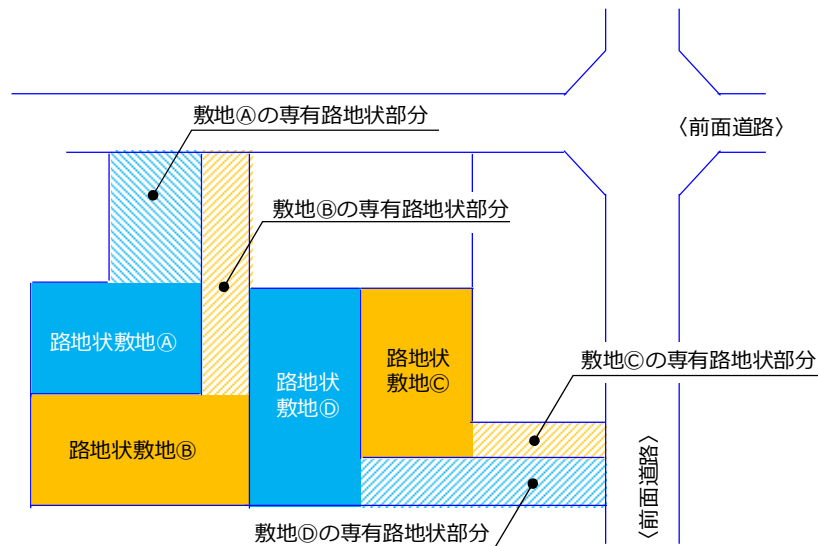 敷地Ⓐの専有路地状部分
〈前面道路〉
敷地Ⓑの専有路地状部分
路地状敷地Ⓐ
路地状
敷地Ⓒ
敷地Ⓒの専有路地状部分
路地状
敷地Ⓓ
路地状敷地Ⓑ
〈前面道路〉
敷地Ⓓの専有路地状部分